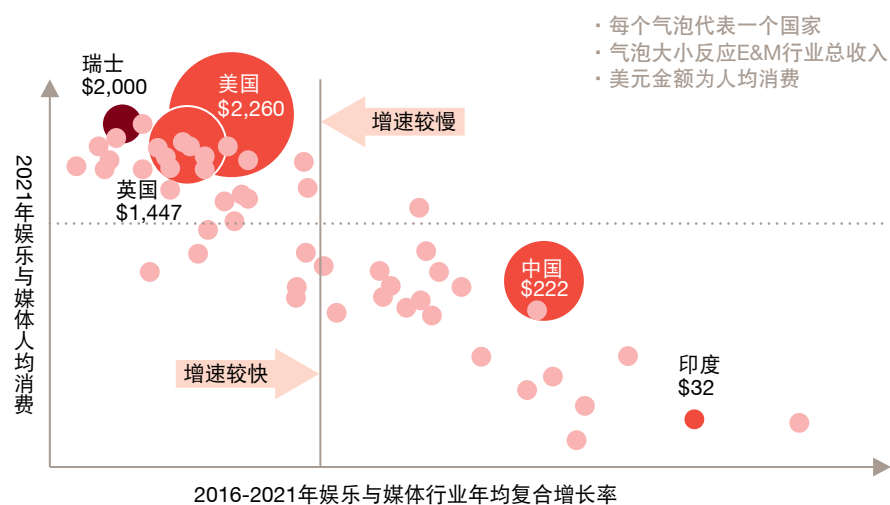 · 每个气泡代表一个国家
· 气泡大小反应E&M行业总收入
· 美元金额为人均消费
瑞士
$2,000
美国
$2,260
增速较慢
英国
$1,447
2021年娱乐与媒体人均消费
中国
$222
增速较快
印度
$32
2016-2021年娱乐与媒体行业年均复合增长率